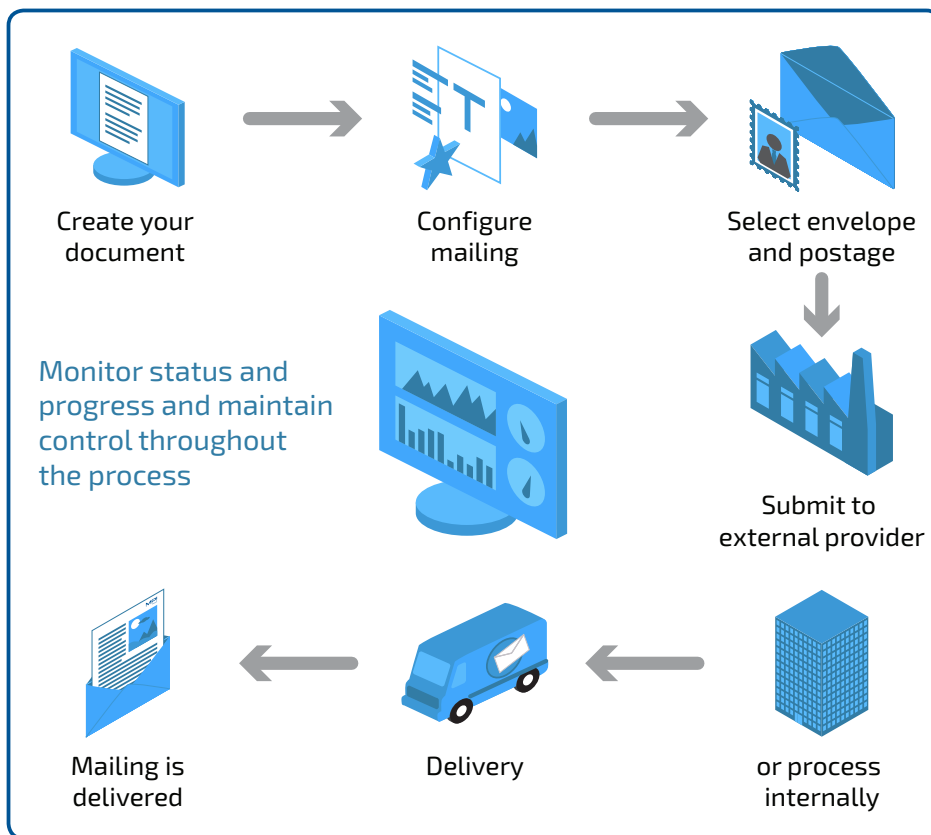 Create your
document
Configure
mailing
Select envelope
and postage
T
Monitor status and
progress and maintain
control throughout
the process
Submit to
external provider
Mailing is
delivered
Delivery
or process
internally